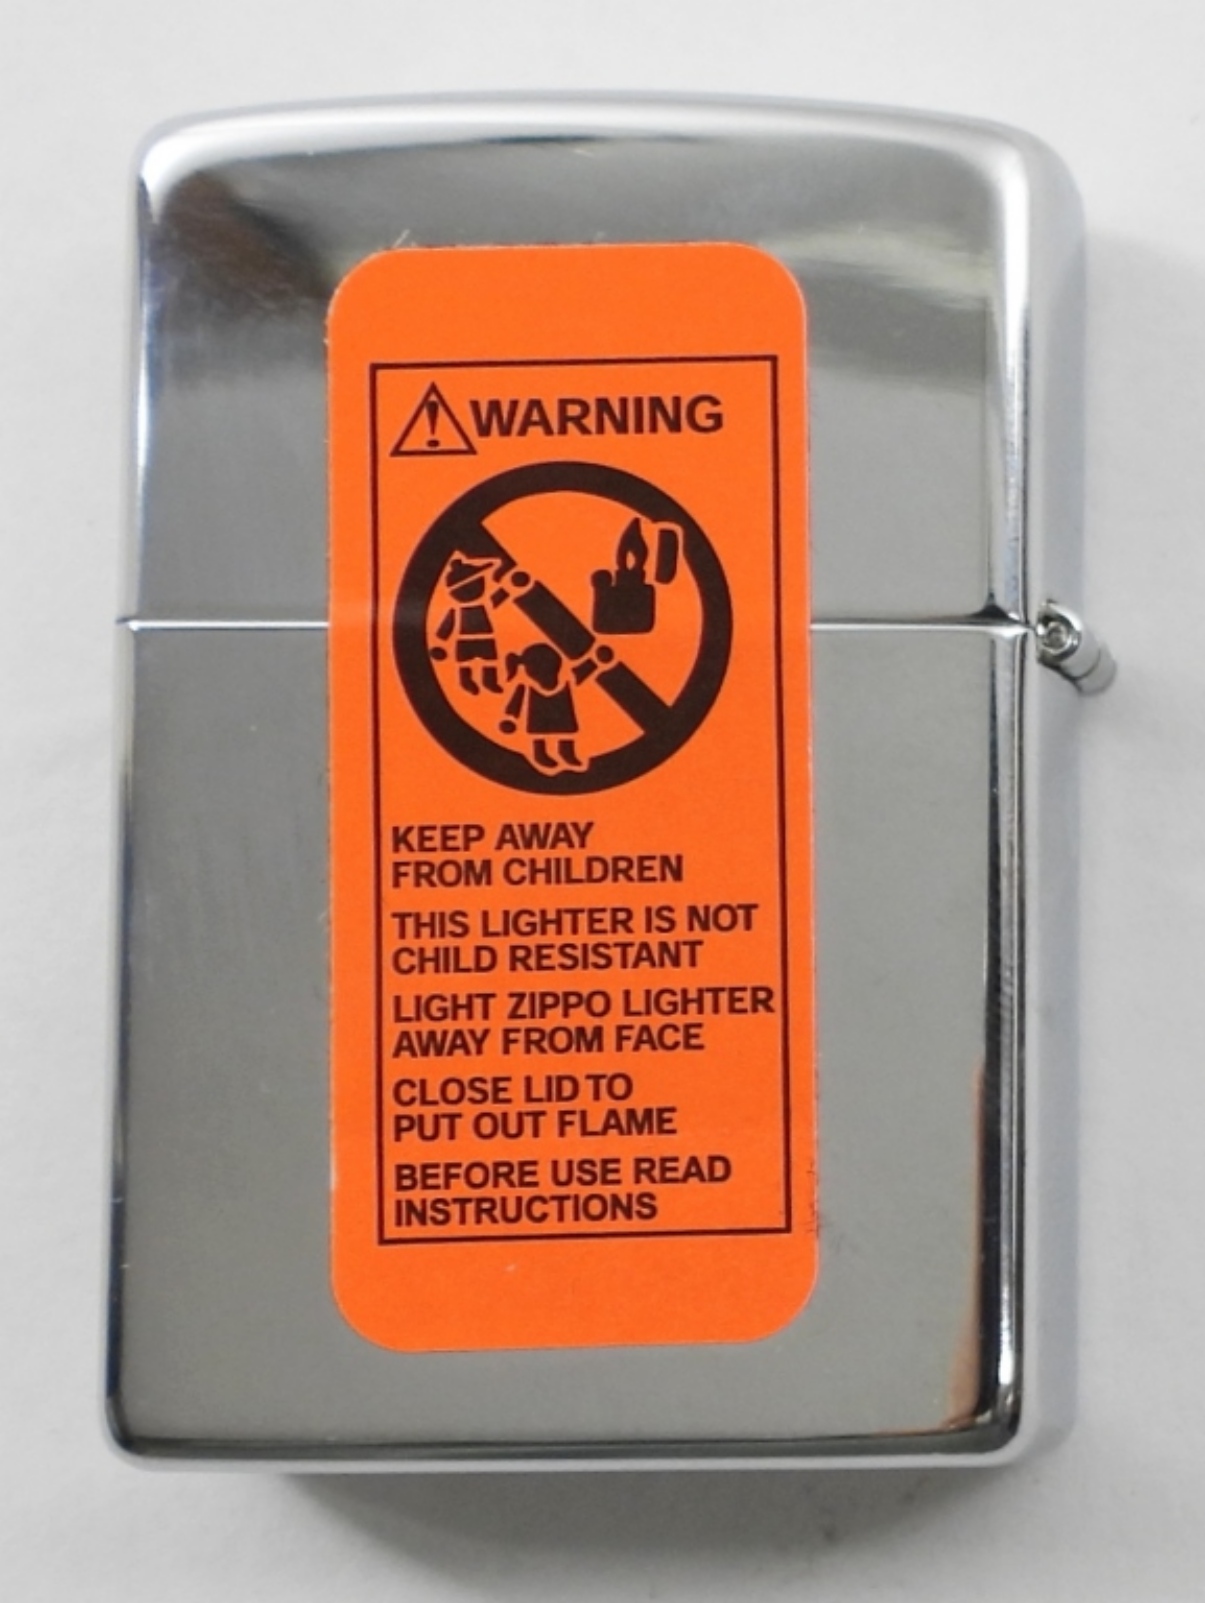 WARNING
KEEP AWAY
FROM CHILDREN
THIS LIGHTER IS NOT
CHILD RESISTANT
LIGHT ZIPPO LIGHTER
AWAY FROM FACE
CLOSE LID TO
PUT OUT FLAME
BEFORE USE READ
INSTRUCTIONS